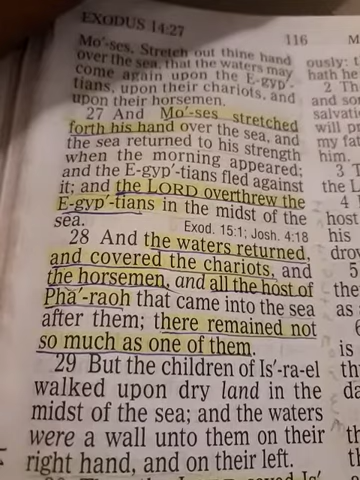 EXODUS 14:27
116
Mo'-ses, Stretch out thine hand
over the sea, that the waters may
come again upon the E-gyp'-
tians, upon their chariots, and
upon their horsemen.
27 And Mo'-ses stretched
forth his hand over the sea, and
the sea returned to his strength
when the morning appeared;
and the E-gyp'-tians fled against
it; and the LORD overthrew the
E-gyp'-tians in the midst of the
sea.
Exod. 15:1; Josh. 4:18
28 And the waters returned,
and covered the chariots, and
the horsemen, and all the host of
Phā'-raoh that came into the sea
after them; there remained not
so much as one of them.
29 But the children of Is'-ra-el
walked upon dry land in the
midst of the sea; and the waters
were a wall unto them on their
right hand, and on their left.
ously: 
hath he
2 The
and so
salvati
will p
my fat
him.
3 T
the L
4
host
his
drov
5
the
as
is
th